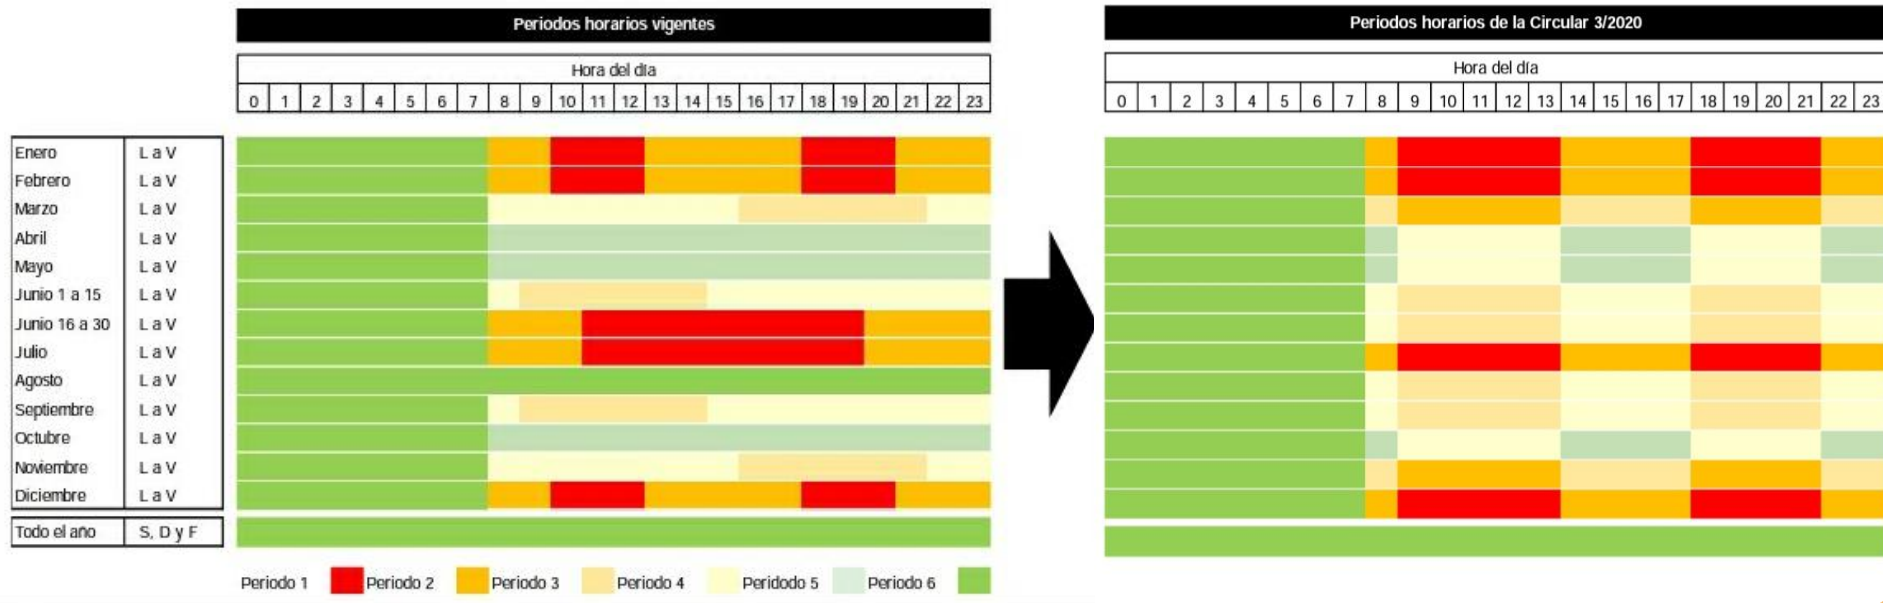 Periodos horarios vigentes
Hora del día
0 1 2 3 4 5 6 7 8 9 10 11 12 13 14 15 16 17 18 19 20 21 22 23
Enero L a V
Febrero L a V
Marzo L a V
Abril L a V
Mayo L a V
Junio 1 a 15 L a V
Junio 16 a 30 L a V
Julio L a V
Agosto L a V
Septiembre L a V
Octubre L a V
Noviembre L a V
Diciembre L a V
Todo el año S, D y F
Periodo 1 Periodo 2 Periodo 3 Periodo 4 Peridodo 5 Periodo 6
Periodos horarios de la Circular 3/2020
Hora del día
0 1 2 3 4 5 6 7 8 9 10 11 12 13 14 15 16 17 18 19 20 21 22 23